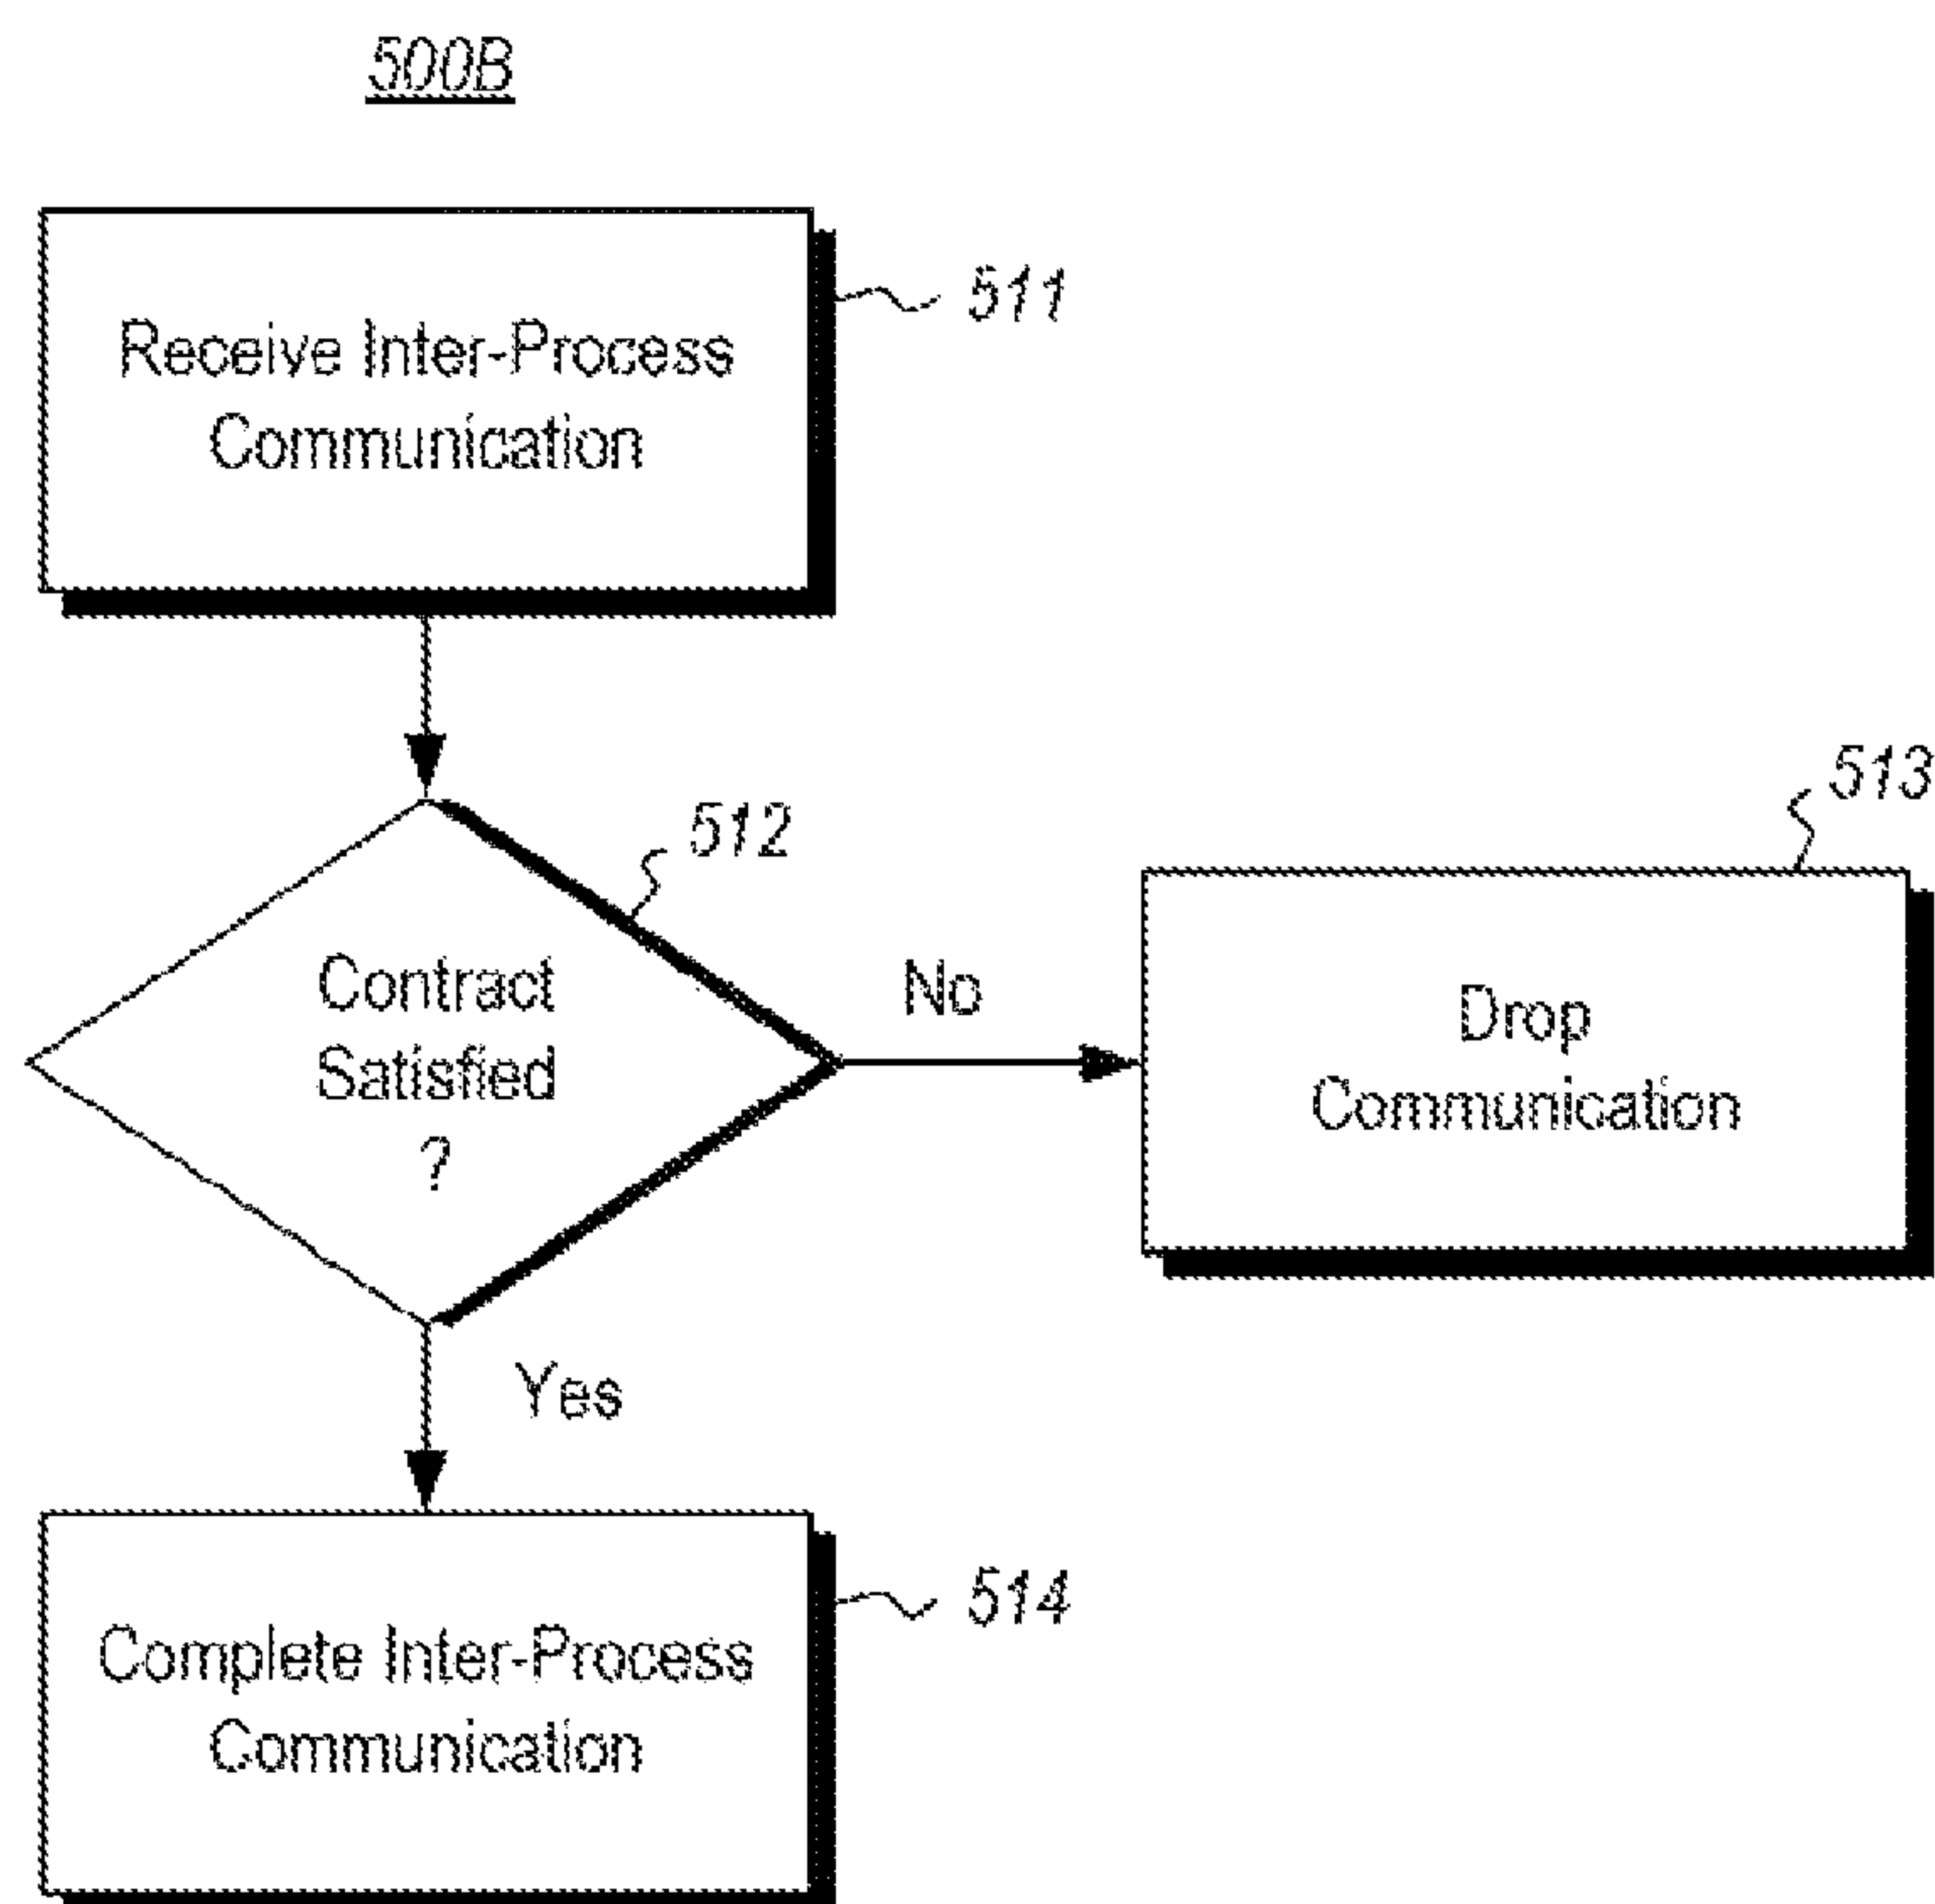 500B
Receive Inter-Process
Communication
511
512
Contract
Satisfied
?
No
513
Drop
Communication
Yes
Complete Inter-Process
Communication
514